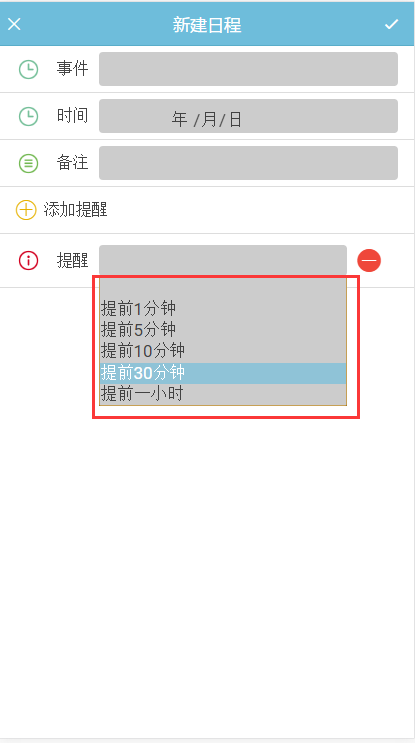 新建日程
事件
时间 年 /月/日
备注
添加提醒
提醒
提前1分钟
提前5分钟
提前10分钟
提前30分钟
提前一小时